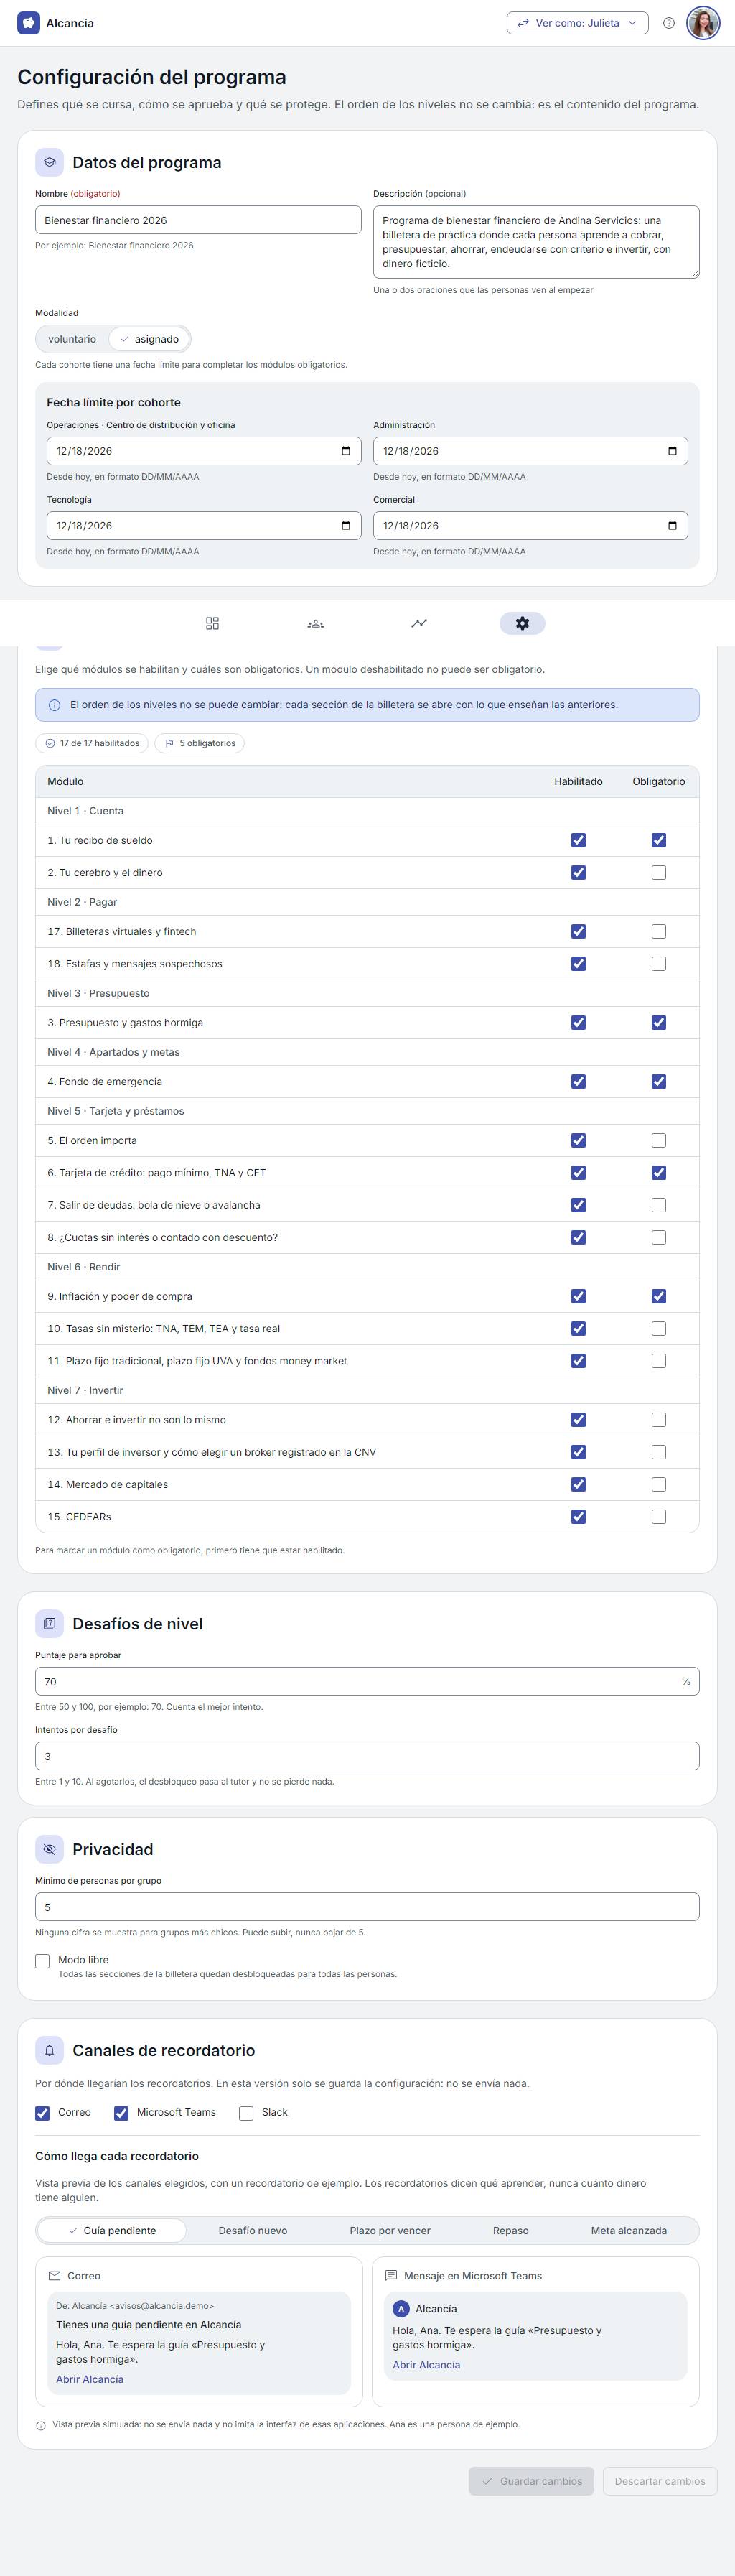 Alcancía
Ver como: Julieta
Configuración del programa
Defines qué se cursa, cómo se aprueba y qué se protege. El orden de los niveles no se cambia: es el contenido del programa.
Datos del programa
Nombre (obligatorio)
Bienestar financiero 2026
Por ejemplo: Bienestar financiero 2026
Descripción (opcional)
Programa de bienestar financiero de Andina Servicios: una
billetera de práctica donde cada persona aprende a cobrar,
presupuestar, ahorrar, endeudarse con criterio e invertir, con
dinero ficticio.
Una o dos oraciones que las personas ven al empezar
Modalidad
voluntario
asignado
Cada cohorte tiene una fecha límite para completar los módulos obligatorios.
Fecha límite por cohorte
Operaciones · Centro de distribución y oficina
12/18/2026
Desde hoy, en formato DD/MM/AAAA
Administración
12/18/2026
Desde hoy, en formato DD/MM/AAAA
Tecnología
12/18/2026
Desde hoy, en formato DD/MM/AAAA
Comercial
12/18/2026
Desde hoy, en formato DD/MM/AAAA
Elige qué módulos se habilitan y cuáles son obligatorios. Un módulo deshabilitado no puede ser obligatorio.
El orden de los niveles no se puede cambiar: cada sección de la billetera se abre con lo que enseñan las anteriores.
17 de 17 habilitados
5 obligatorios
Módulo Habilitado Obligatorio
Nivel 1 · Cuenta
1. Tu recibo de sueldo
2. Tu cerebro y el dinero
Nivel 2 · Pagar
17. Billeteras virtuales y fintech
18. Estafas y mensajes sospechosos
Nivel 3 · Presupuesto
3. Presupuesto y gastos hormiga
Nivel 4 · Apartados y metas
4. Fondo de emergencia
Nivel 5 · Tarjeta y préstamos
5. El orden importa
6. Tarjeta de crédito: pago mínimo, TNA y CFT
7. Salir de deudas: bola de nieve o avalancha
8. ¿Cuotas sin interés o contado con descuento?
Nivel 6 · Rendir
9. Inflación y poder de compra
10. Tasas sin misterio: TNA, TEM, TEA y tasa real
11. Plazo fijo tradicional, plazo fijo UVA y fondos money market
Nivel 7 · Invertir
12. Ahorrar e invertir no son lo mismo
13. Tu perfil de inversor y cómo elegir un bróker registrado en la CNV
14. Mercado de capitales
15. CEDEARs
Para marcar un módulo como obligatorio, primero tiene que estar habilitado.
Desafíos de nivel
Puntaje para aprobar
70 %
Entre 50 y 100, por ejemplo: 70. Cuenta el mejor intento.
Intentos por desafío
3
Entre 1 y 10. Al agotarlos, el desbloqueo pasa al tutor y no se pierde nada.
Privacidad
Mínimo de personas por grupo
5
Ninguna cifra se muestra para grupos más chicos. Puede subir, nunca bajar de 5.
Modo libre
Todas las secciones de la billetera quedan desbloqueadas para todas las personas.
Canales de recordatorio
Por dónde llegarían los recordatorios. En esta versión solo se guarda la configuración: no se envía nada.
Correo
Microsoft Teams
Slack
Cómo llega cada recordatorio
Vista previa de los canales elegidos, con un recordatorio de ejemplo. Los recordatorios dicen qué aprender, nunca cuánto dinero
tiene alguien.
Guía pendiente
Desafío nuevo
Plazo por vencer
Repaso
Meta alcanzada
Correo
De: Alcancía <avisos@alcancia.demo>
Tienes una guía pendiente en Alcancía
Hola, Ana. Te espera la guía «Presupuesto y
gastos hormiga».
Abrir Alcancía
Mensaje en Microsoft Teams
A Alcancía
Hola, Ana. Te espera la guía «Presupuesto y
gastos hormiga».
Abrir Alcancía
Vista previa simulada: no se envía nada y no imita la interfaz de esas aplicaciones. Ana es una persona de ejemplo.
Guardar cambios
Descartar cambios